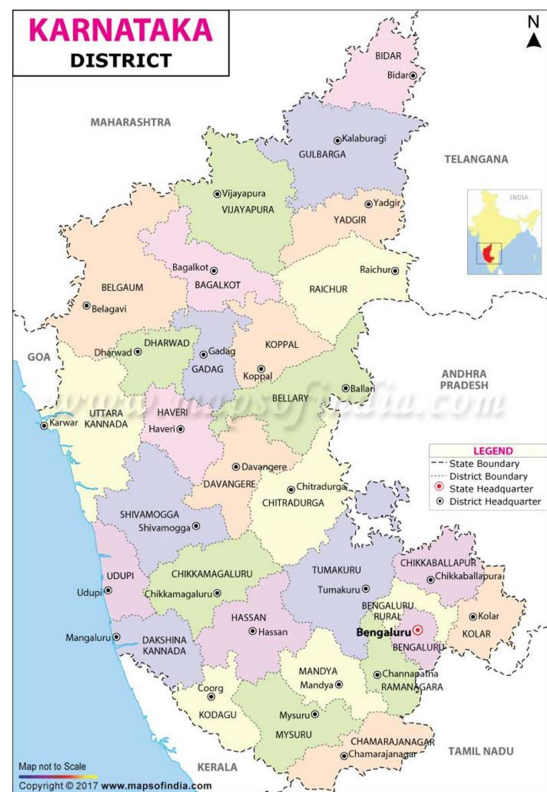 KARNATAKA
DISTRICT
N
BIDAR
Bidar
MAHARASHTRA
Kalaburagi
GULBARGA
TELANGANA
Vijayapura
VIJAYAPURA
Yadgir
YADGIR
INDIA
Bagalkot
BAGALKOT
Raichur
RAICHUR
BELGAUM
Belagavi
DHARWAD
Dharwad
Gadag
GADAG
KOPPAL
Koppal
GOA
ANDHRA
PRADESH
Ballari
BELLARY
www.mapsofindia.com
UTTARA
KANNADA
Karwar
HAVERI
Haveri
LEGEND
State Boundary
District Boundary
State Headquarter
District Headquarter
Davangere
DAVANGERE
Chitradurga
CHITRADURGA
SHIVAMOGGA
Shivamogga
TUMAKURU
Tumakuru
CHIKKABALLAPUR
Chikkaballapura
UDUPI
Udupi
CHIKKAMAGALURU
Chikkamagaluru
BENGALURU
RURAL
Kolar
KOLAR
HASSAN
Hassan
Bengaluru
BENGALURU
Mangaluru
DAKSHINA
KANNADA
MANDYA
Mandya
Channapatna
RAMANAGARA
Coorg
KODAGU
Mysuru
MYSURU
CHAMARAJANAGAR
Chamarajanagar
TAMIL NADU
KERALA
Map not to Scale
Copyright © 2017 www.mapsofindia.com